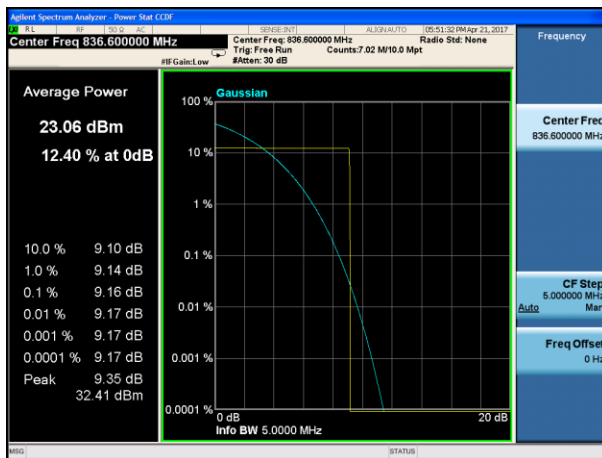 Agilent Spectrum Analyzer - Power Stat CCDF
RL RF 50 Ω AC SENSE:INT ALIGNAUTO 05:51:32 PM Apr 21, 2017
Center Freq 836.600000 MHz
Center Freq: 836.600000 MHz Radio Std: None
Trig: Free Run Counts:7.02 M/10.0 Mpt
#IFGain:Low #Atten: 30 dB
Frequency
Average Power
23.06 dBm
12.40 % at 0dB
10.0 % 9.10 dB
1.0 % 9.14 dB
0.1 % 9.16 dB
0.01 % 9.17 dB
0.001 % 9.17 dB
0.0001 % 9.17 dB
Peak 9.35 dB
32.41 dBm
Gaussian
100 %
10 %
1 %
0.1 %
0.01 %
0.001 %
0.0001 %
0 dB 20 dB
Info BW 5.0000 MHz
Center Freq
836.600000 MHz
CF Step
5.000000 MHz
Auto Man
Freq Offset
0 Hz
MSG STATUS